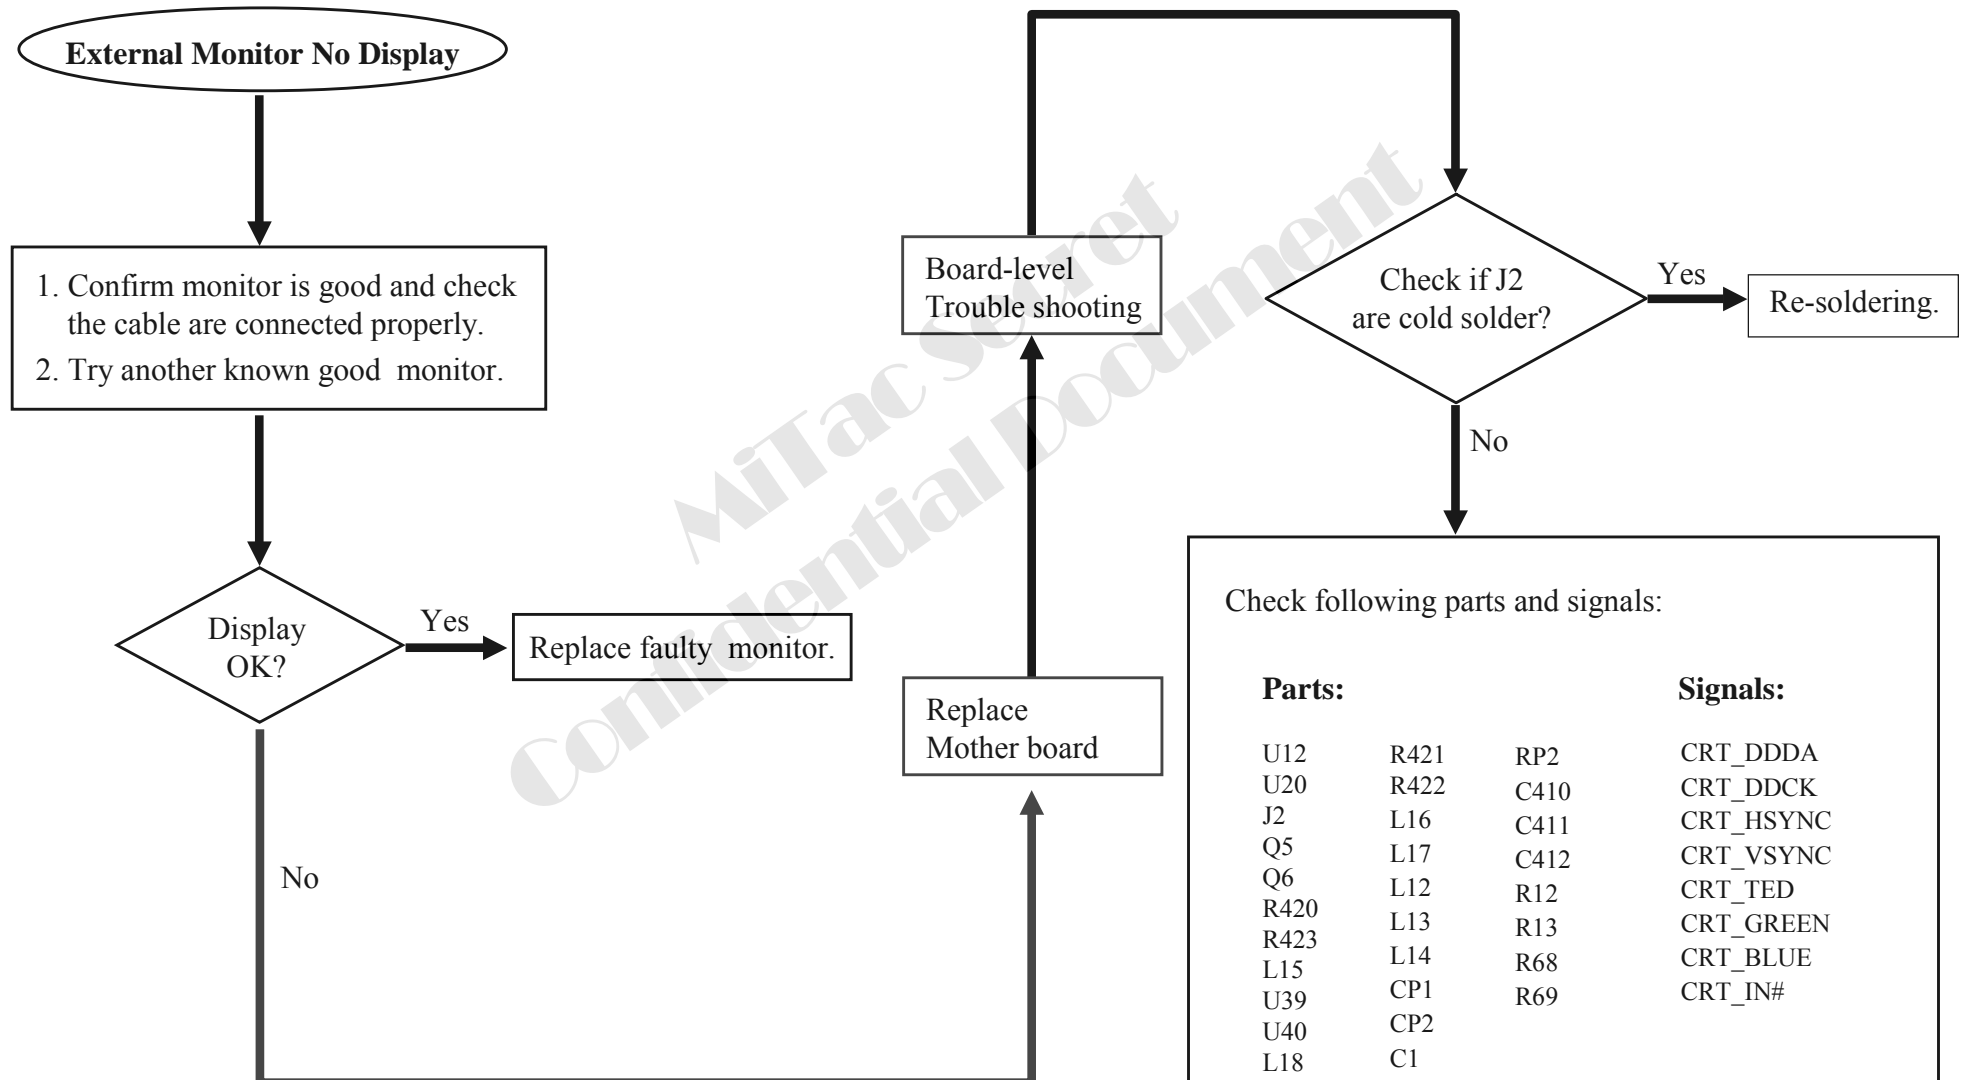 External Monitor No Display
1. Confirm monitor is good and check
the cable are connected properly.
2. Try another known good  monitor.
Display
OK?
Yes
Replace faulty  monitor.
No
Replace
Mother board
Board-level
Trouble shooting
Check if J2
are cold solder?
Yes
Re-soldering.
No
Check following parts and signals:
Parts:
U12
U20
J2
Q5
Q6
R420
R423
L15
U39
U40
L18
R421
R422
L16
L17
L12
L13
L14
CP1
CP2
C1
RP2
C410
C411
C412
R12
R13
R68
R69
Signals:
CRT_DDDA
CRT_DDCK
CRT_HSYNC
CRT_VSYNC
CRT_TED
CRT_GREEN
CRT_BLUE
CRT_IN#
MiTac Secret
Confidential Document